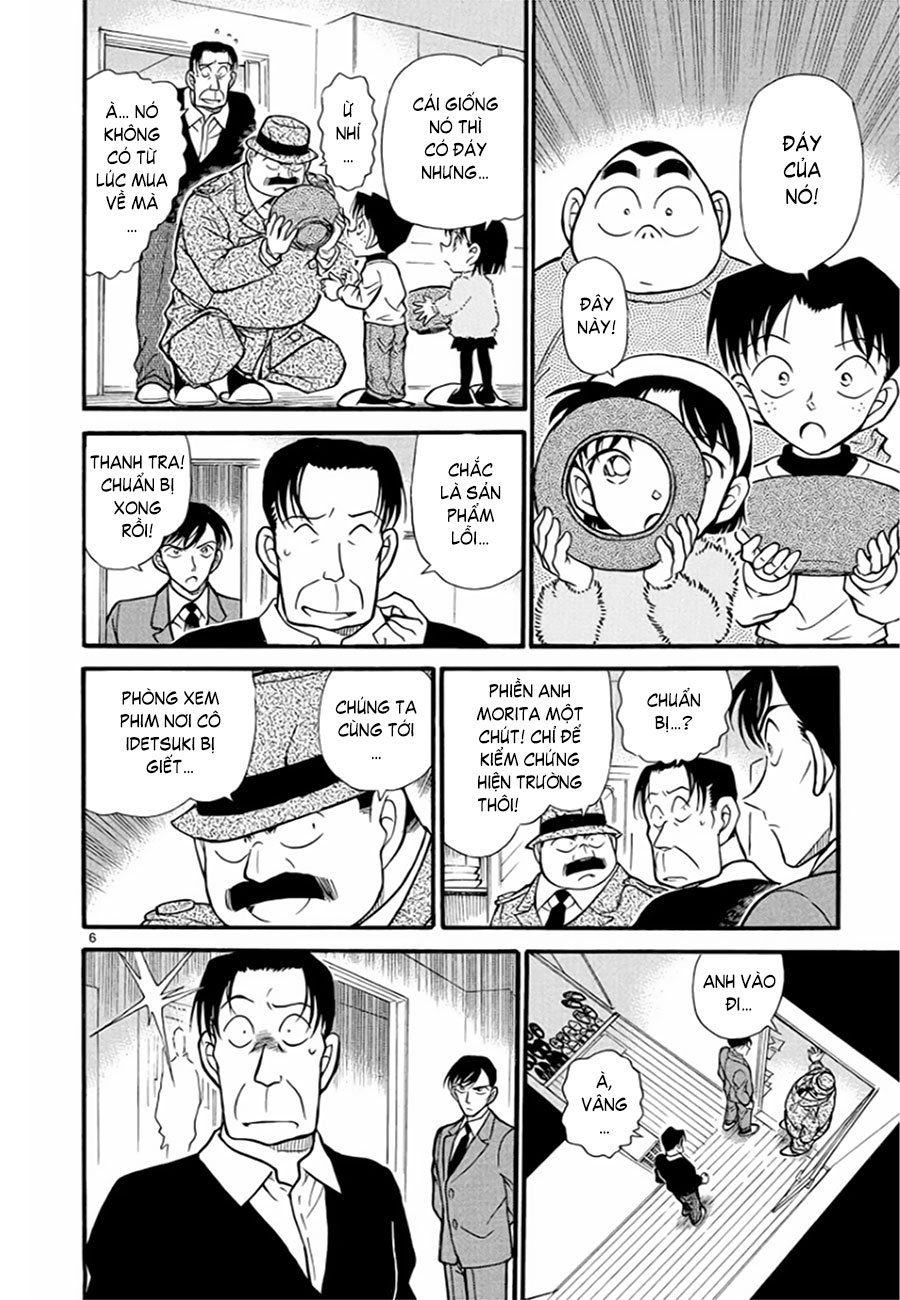 ĐÁY
CỦA
NÓ!
ĐÂY
NÀY!
CÁI GIỐNG
NÓ THÌ
CÓ ĐÁY
NHƯNG...
Ừ
NHỈ
...
À... NÓ
KHÔNG
CÓ TỪ
LÚC MUA
VỀ MÀ
...
CHẮC
LÀ SẢN
PHẨM
LỖI...
THANH TRA!
CHUẨN BỊ
XONG
RỒI!
CHUẨN
BỊ...?
PHIỀN ANH
MORITA MỘT
CHÚT! CHỈ ĐỂ
KIỂM CHỨNG
HIỆN TRƯỜNG
THÔI!
CHÚNG TA
CÙNG TỚI
...
PHÒNG XEM
PHIM NƠI CÔ
IDETSUKI BỊ
GIẾT...
6
ANH VÀO
ĐI...
À,
VÂNG
...